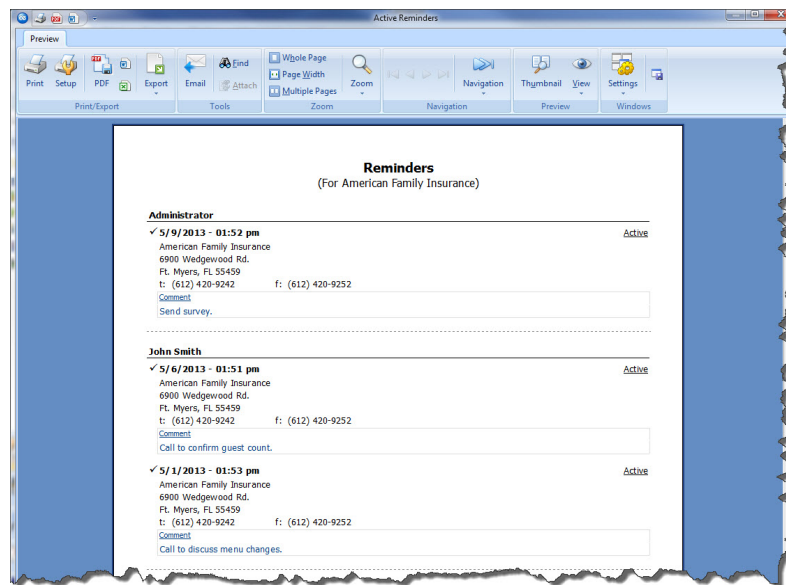 Active Reminders
Preview
Print
Setup
PDF
Export
Email
Find
Attach
Whole Page
Page Width
Multiple Pages
Zoom
Navigation
Thumbnail
View
Settings
Print/Export
Tools
Zoom
Navigation
Preview
Windows
Reminders
(For American Family Insurance)
Administrator
5/9/2013 - 01:52 pm Active
American Family Insurance
6900 Wedgewood Rd.
Ft. Myers, FL 55459
t: (612) 420-9242 f: (612) 420-9252
Comment
Send survey.
John Smith
5/6/2013 - 01:51 pm Active
American Family Insurance
6900 Wedgewood Rd.
Ft. Myers, FL 55459
t: (612) 420-9242 f: (612) 420-9252
Comment
Call to confirm guest count.
5/1/2013 - 01:53 pm Active
American Family Insurance
6900 Wedgewood Rd.
Ft. Myers, FL 55459
t: (612) 420-9242 f: (612) 420-9252
Comment
Call to discuss menu changes.